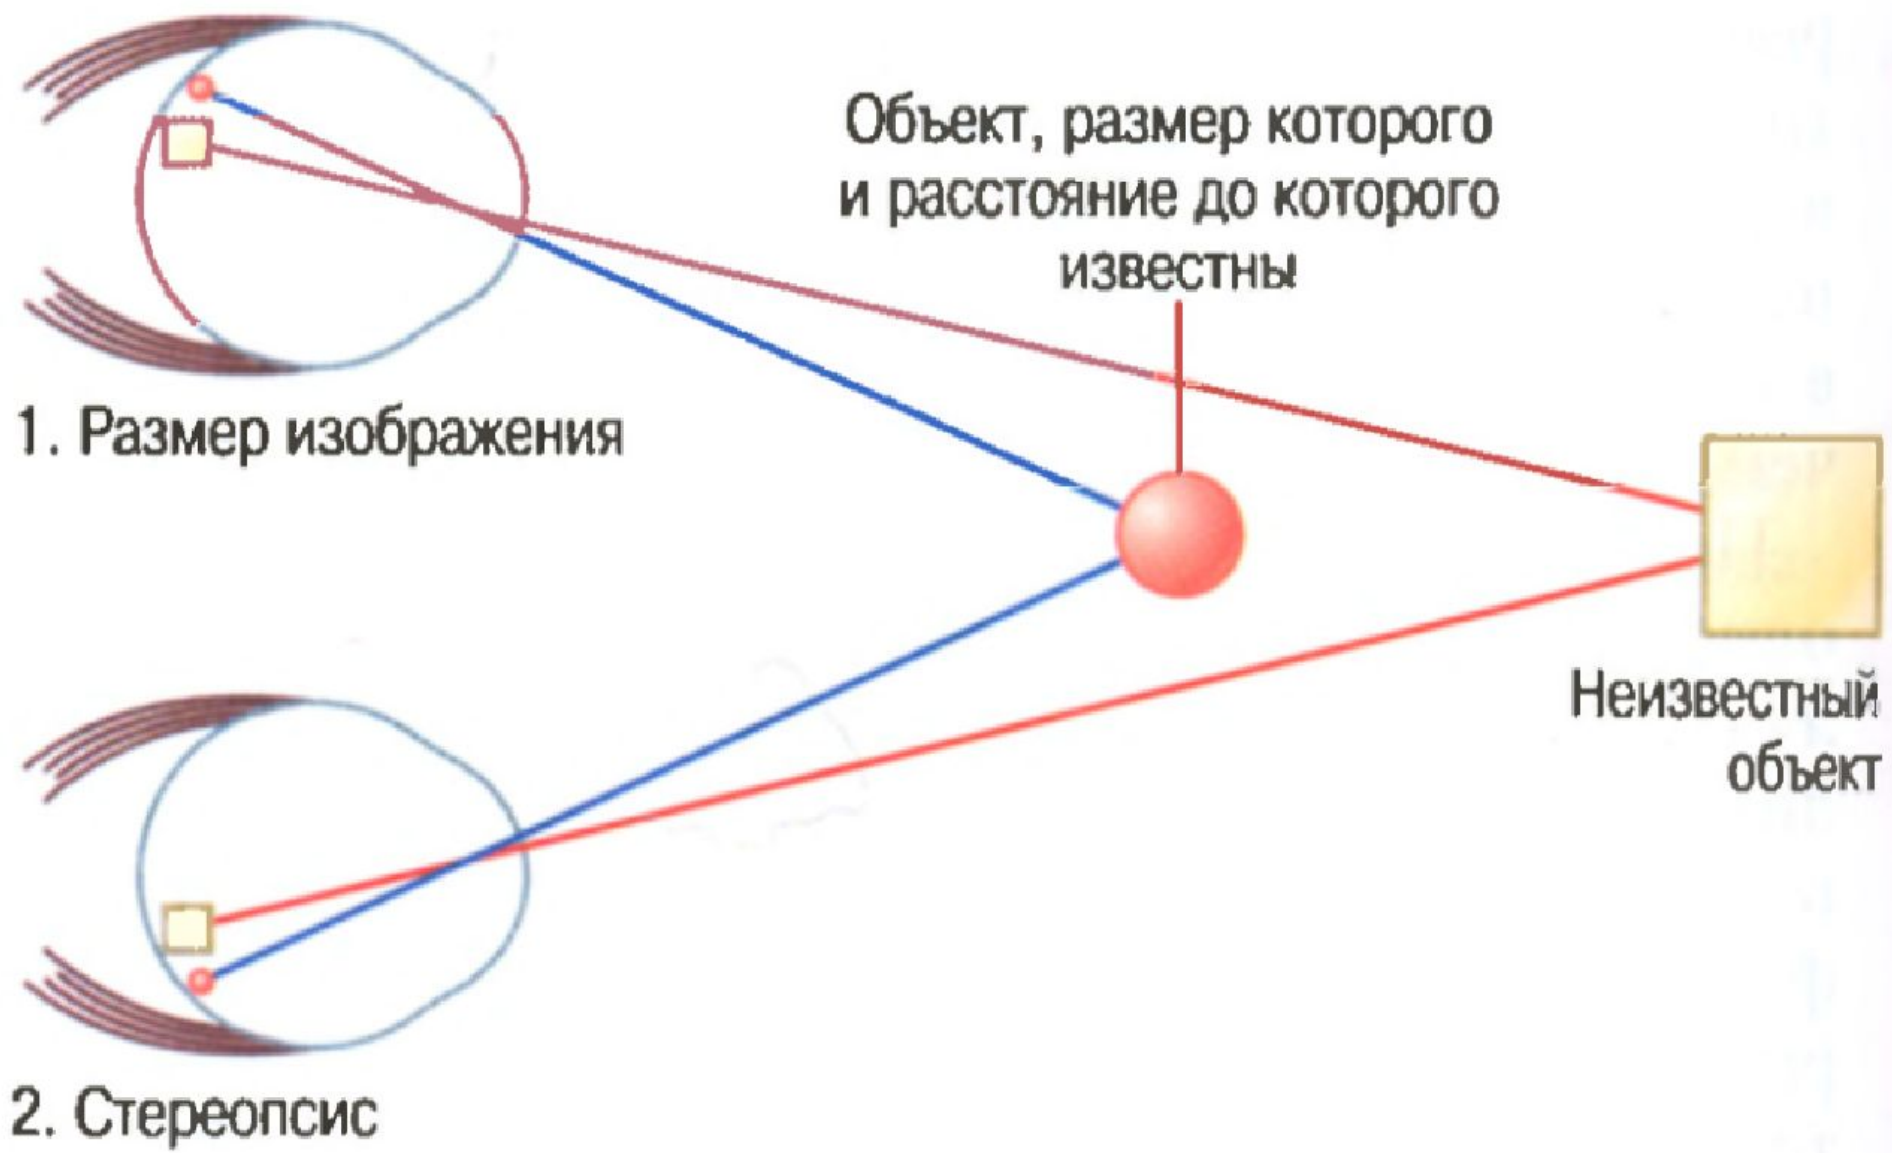 Объект, размер которого
и расстояние до которого
известны
1. Размер изображения
Неизвестный
объект
2. Стереопсис